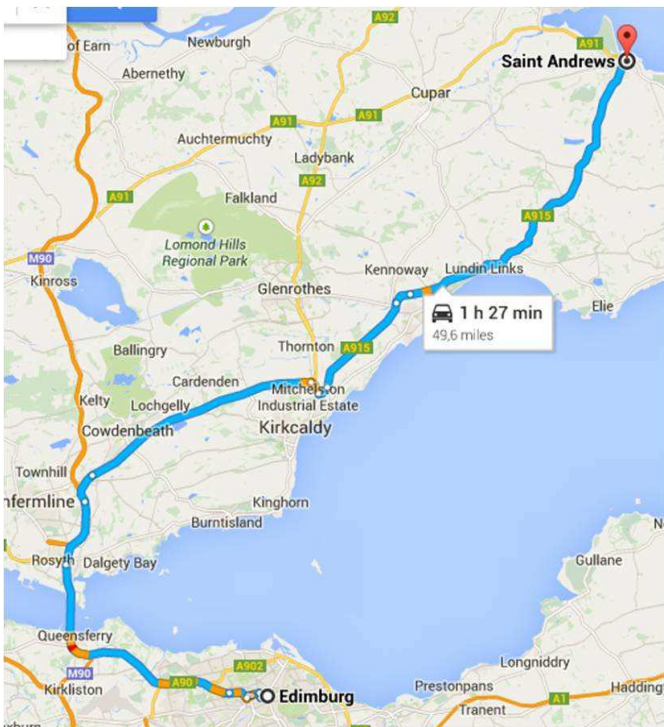 of Earn
Newburgh
A92
A91
Saint Andrews
Abernethy
Cupar
A91
A91
Auchtermuchty
Ladybank
A92
A91
Falkland
A915
Lomond Hills
Regional Park
M90
Kinross
Kennoway
Lundin Links
Glenrothes
Elie
1 h 27 min
49,6 miles
Thornton
A915
Ballingry
Cardenden
Mitchelston
Industrial Estate
Kelty
Lochgelly
Kirkcaldy
Cowdenbeath
Townhill
nfermline
Kinghorn
Burntisland
Rosyth
Dalgety Bay
Gullane
Queensferry
A902
Longniddry
M90
Kirkliston
A90
Edimburg
Prestonpans
A1
Hadding
Tranent